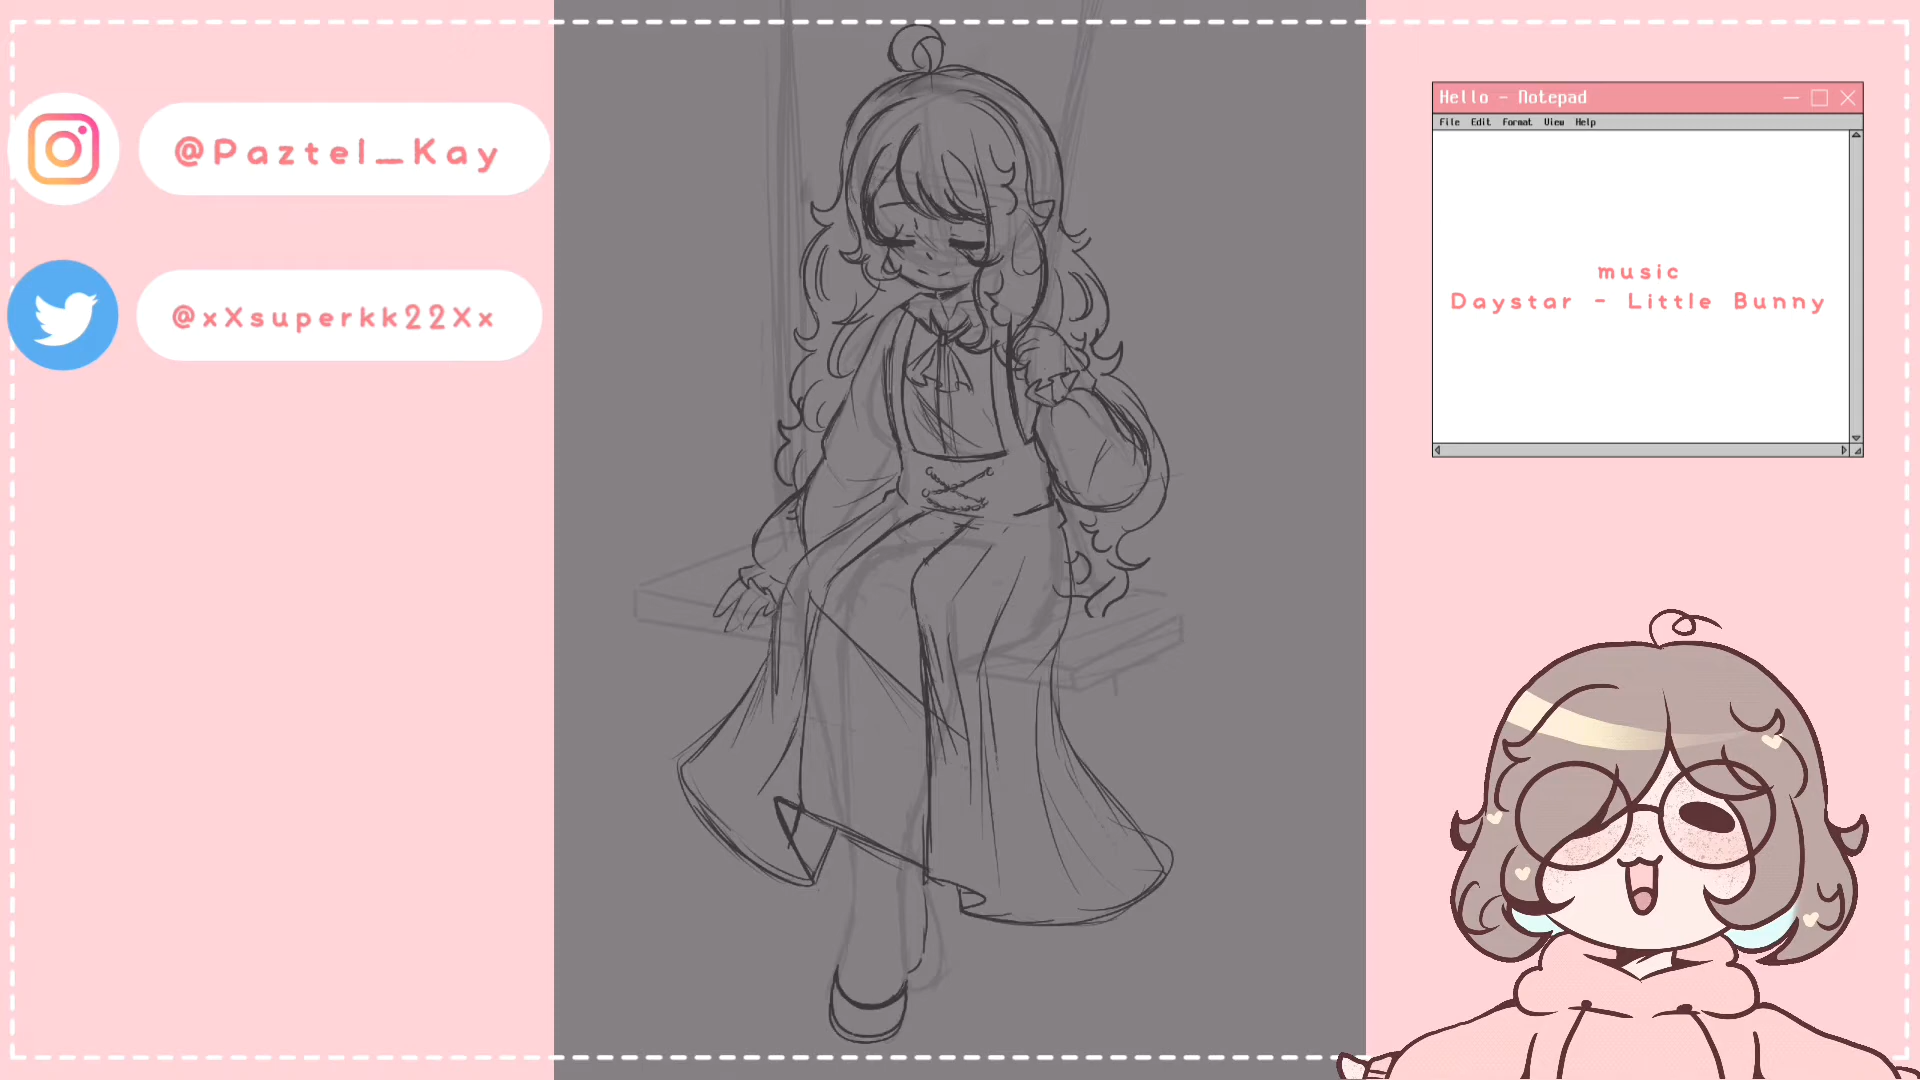 @Paztel_Kay
@xXsuperkk22Xx
Hello - Notepad
File Edit Format View Help
music
Daystar - Little Bunny